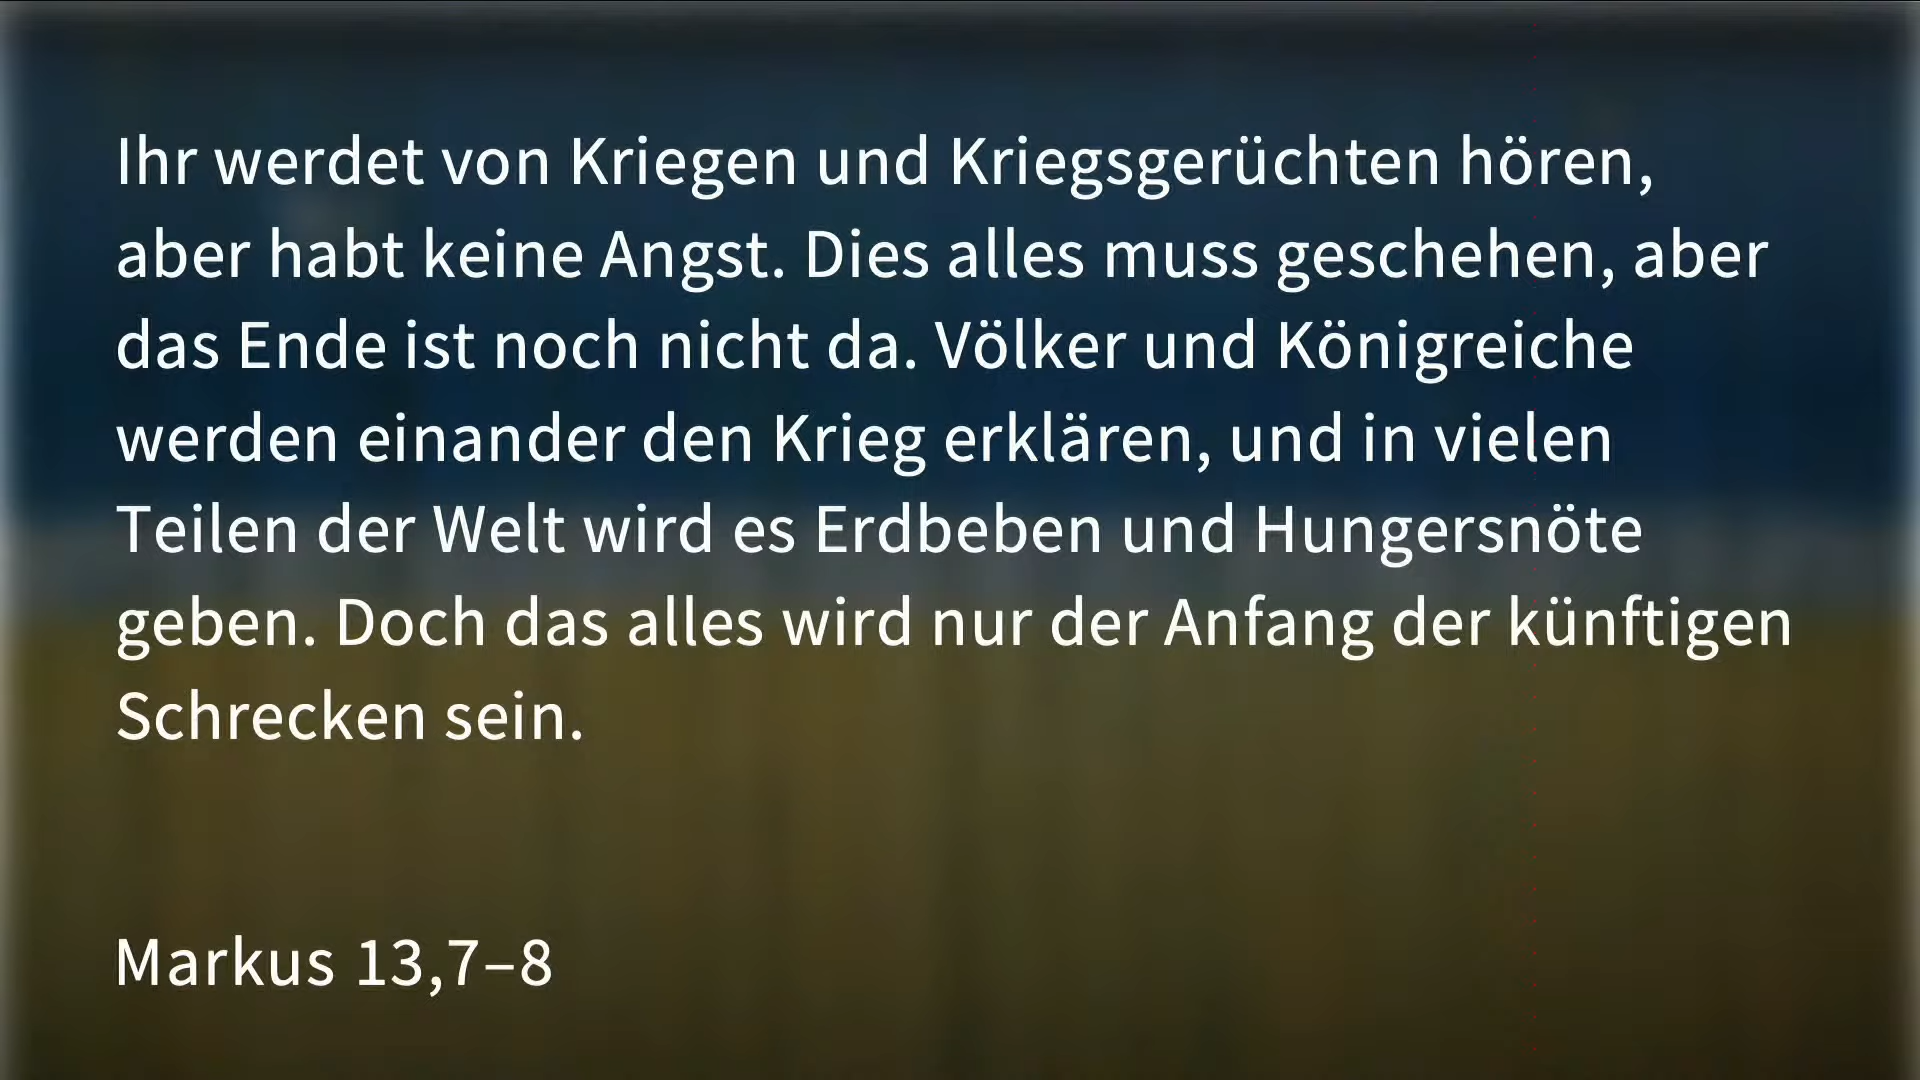 Ihr werdet von Kriegen und Kriegsgerüchten hören,
aber habt keine Angst. Dies alles muss geschehen, aber
das Ende ist noch nicht da. Völker und Königreiche
werden einander den Krieg erklären, und in vielen
Teilen der Welt wird es Erdbeben und Hungersnöte
geben. Doch das alles wird nur der Anfang der künftigen
Schrecken sein.
Markus 13,7–8